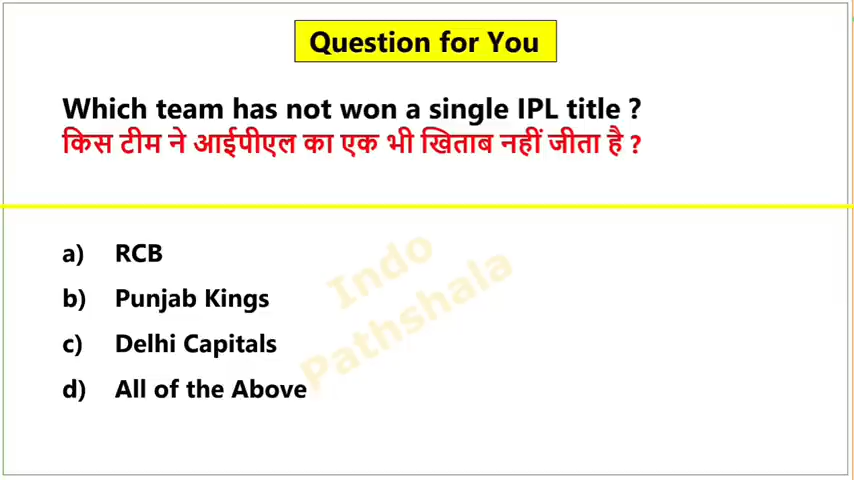 Question for You
Which team has not won a single IPL title ?
किस टीम ने आईपीएल का एक भी खिताब नहीं जीता है ?
a) RCB
b) Punjab Kings
c) Delhi Capitals
d) All of the Above
Indo
Pathshala